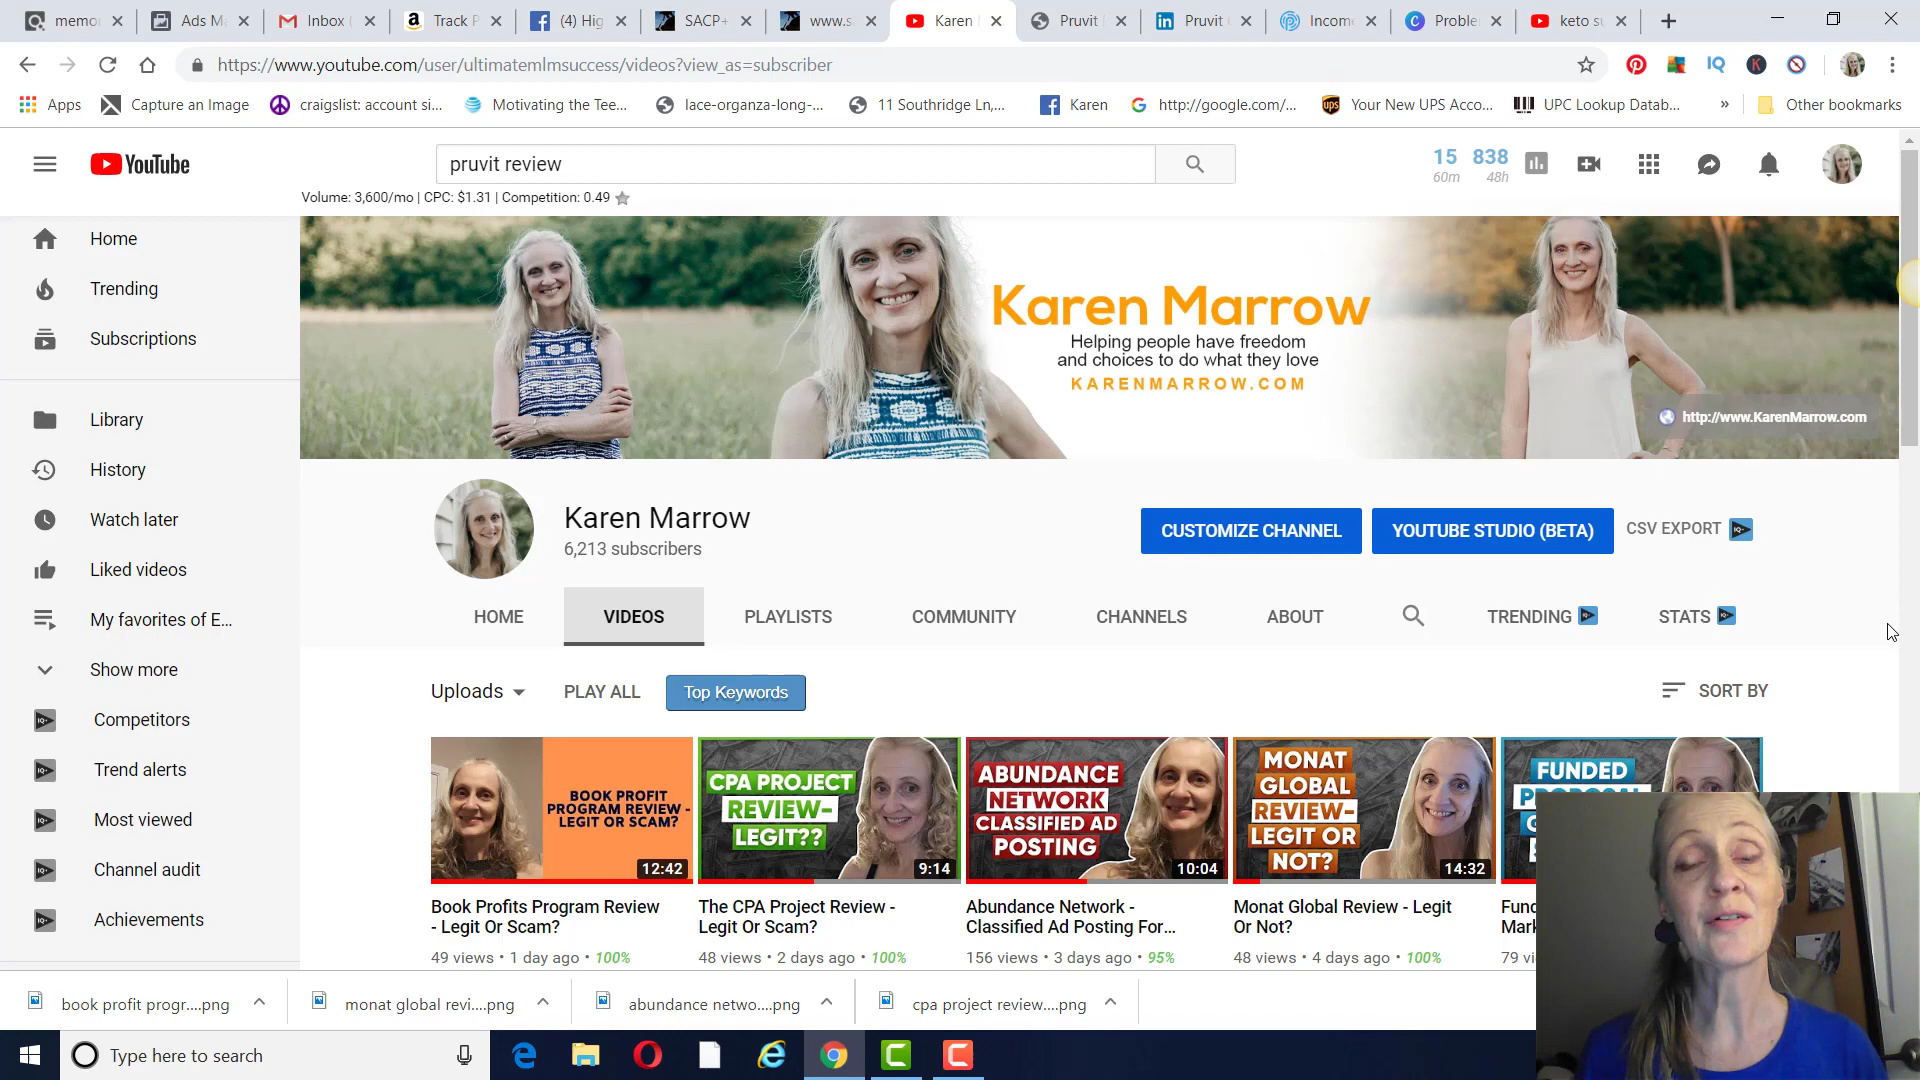 memo
Ads M
Inbox (
Track P
(4) Hig
SACP+
www.s
Karen
Pruvit
Pruvit
Incom
Proble
keto s
https://www.youtube.com/user/ultimatemlmsuccess/videos?view_as=subscriber
Apps
Capture an Image
craigslist: account si...
Motivating the Tee...
lace-organza-long-...
11 Southridge Ln,...
Karen
http://google.com/...
Your New UPS Acco...
UPC Lookup Datab...
» Other bookmarks
YouTube
pruvit review
15 838
60m 48h
Volume: 3,600/mo | CPC: $1.31 | Competition: 0.49
Home
Trending
Subscriptions
Library
History
Watch later
Liked videos
My favorites of E...
Show more
Competitors
Trend alerts
Most viewed
Channel audit
Achievements
Karen Marrow
Helping people have freedom
and choices to do what they love
KARENMARROW.COM
http://www.KarenMarrow.com
Karen Marrow
6,213 subscribers
CUSTOMIZE CHANNEL
YOUTUBE STUDIO (BETA)
CSV EXPORT
HOME VIDEOS PLAYLISTS COMMUNITY CHANNELS ABOUT TRENDING STATS
Uploads PLAY ALL Top Keywords SORT BY
BOOK PROFIT
PROGRAM REVIEW -
LEGIT OR SCAM?
12:42
CPA PROJECT
REVIEW-
LEGIT??
9:14
ABUNDANCE
NETWORK
CLASSIFIED AD
POSTING
10:04
MONAT
GLOBAL
REVIEW-
LEGIT OR
NOT?
14:32
FUNDED
Book Profits Program Review
- Legit Or Scam?
49 views • 1 day ago • 100%
The CPA Project Review -
Legit Or Scam?
48 views • 2 days ago • 100%
Abundance Network -
Classified Ad Posting For...
156 views • 3 days ago • 95%
Monat Global Review - Legit
Or Not?
48 views • 4 days ago • 100%
Fund
Mark
79 vi
book profit progr....png
monat global revi....png
abundance netwo....png
cpa project review....png
Type here to search